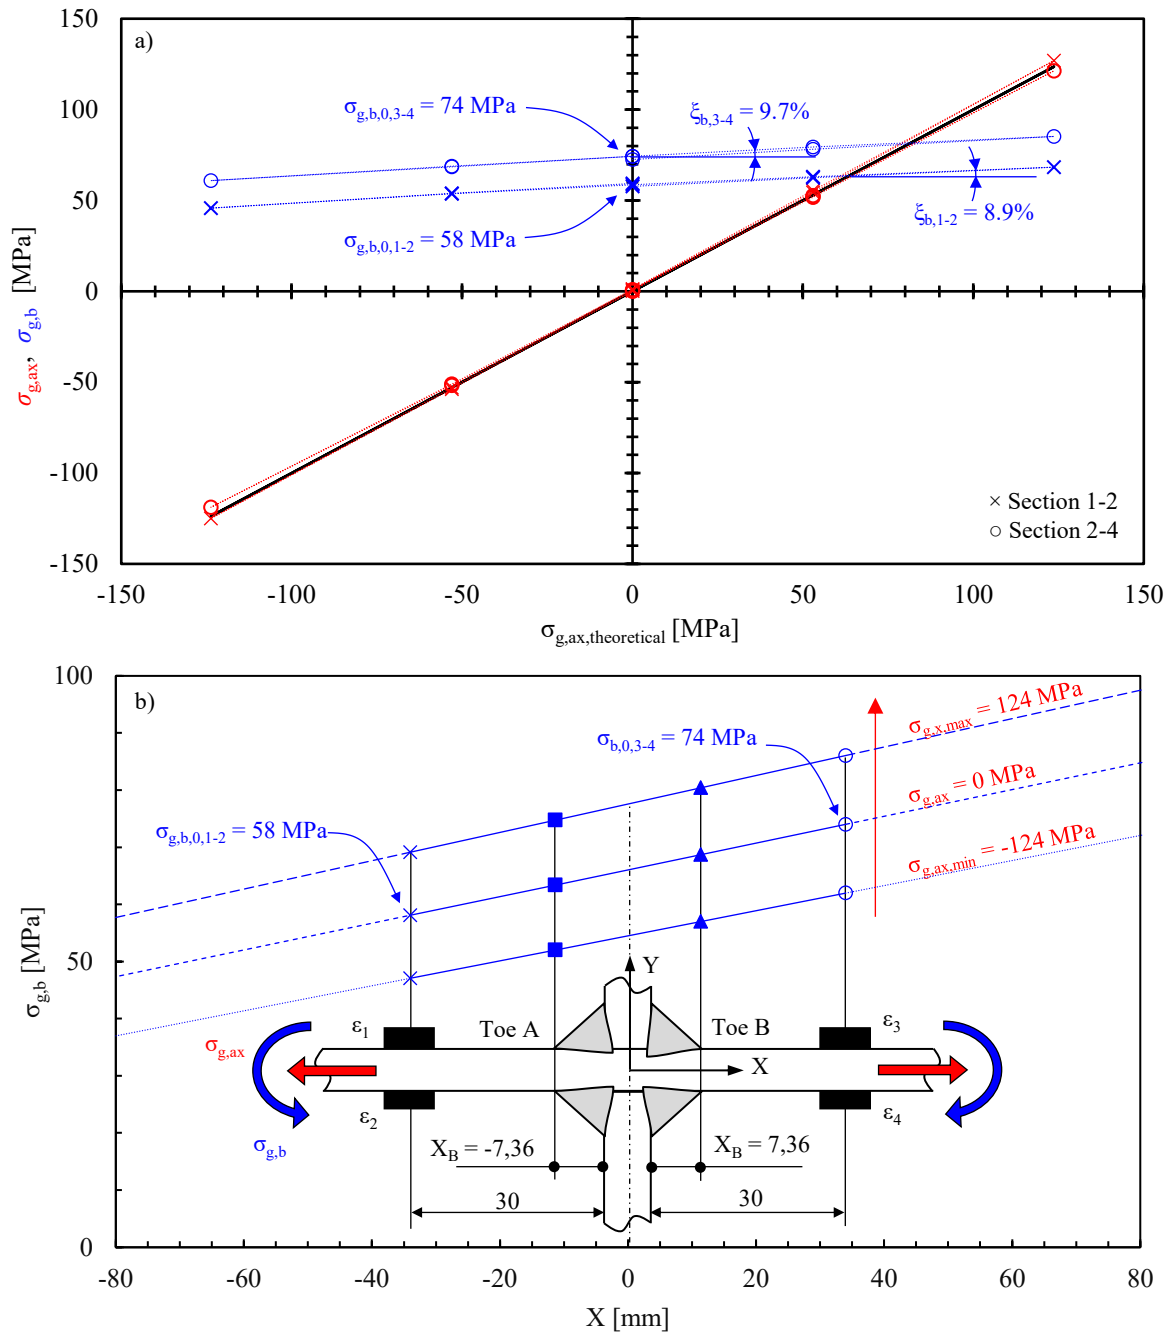 a)
150
100
50
0
-50
-100
-150
σg,ax, σg,b [MPa]
σg,b,0,3-4 = 74 MPa
ξb,3-4 = 9.7%
σg,b,0,1-2 = 58 MPa
ξb,1-2 = 8.9%
× Section 1-2
○ Section 2-4
-150 -100 -50 0 50 100 150
σg,ax,theoretical [MPa]
b)
100
50
0
σg,b [MPa]
σg,x,max = 124 MPa
σb,0,3-4 = 74 MPa
σg,ax = 0 MPa
σg,b,0,1-2 = 58 MPa
σg,ax,min = -124 MPa
Y
ε1
Toe A
Toe B
ε3
σg,ax
X
ε2
ε4
σg,b
XB = -7,36
XB = 7,36
30
30
-80 -60 -40 -20 0 20 40 60 80
X [mm]